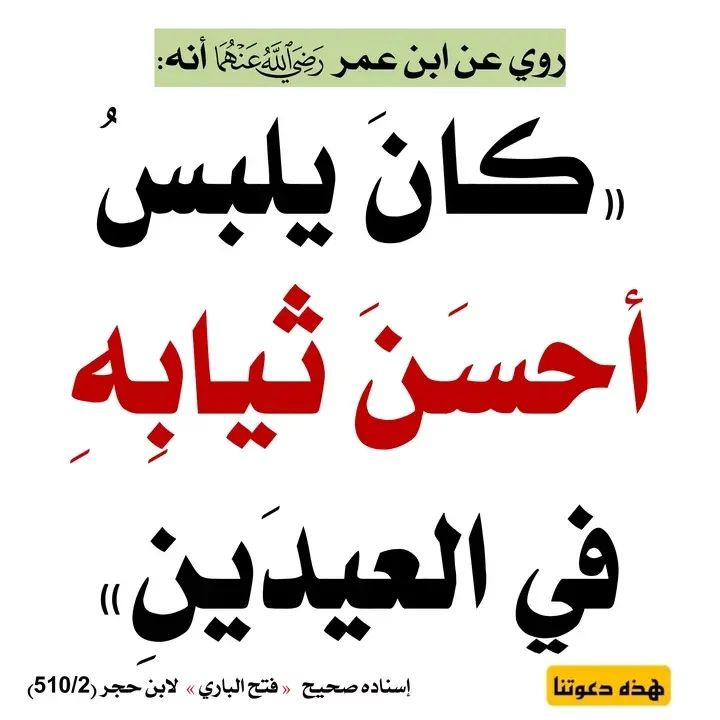 روي عن ابن عمر رَضِيَ اللَّهُ عَنْهُمَا أنه:
«كانَ يلبسُ
أحسَنَ ثيابِهِ
في العيدَينِ»
إسناده صحيح «فتح الباري» لابن حجر (510/2)
هذه دعوتنا